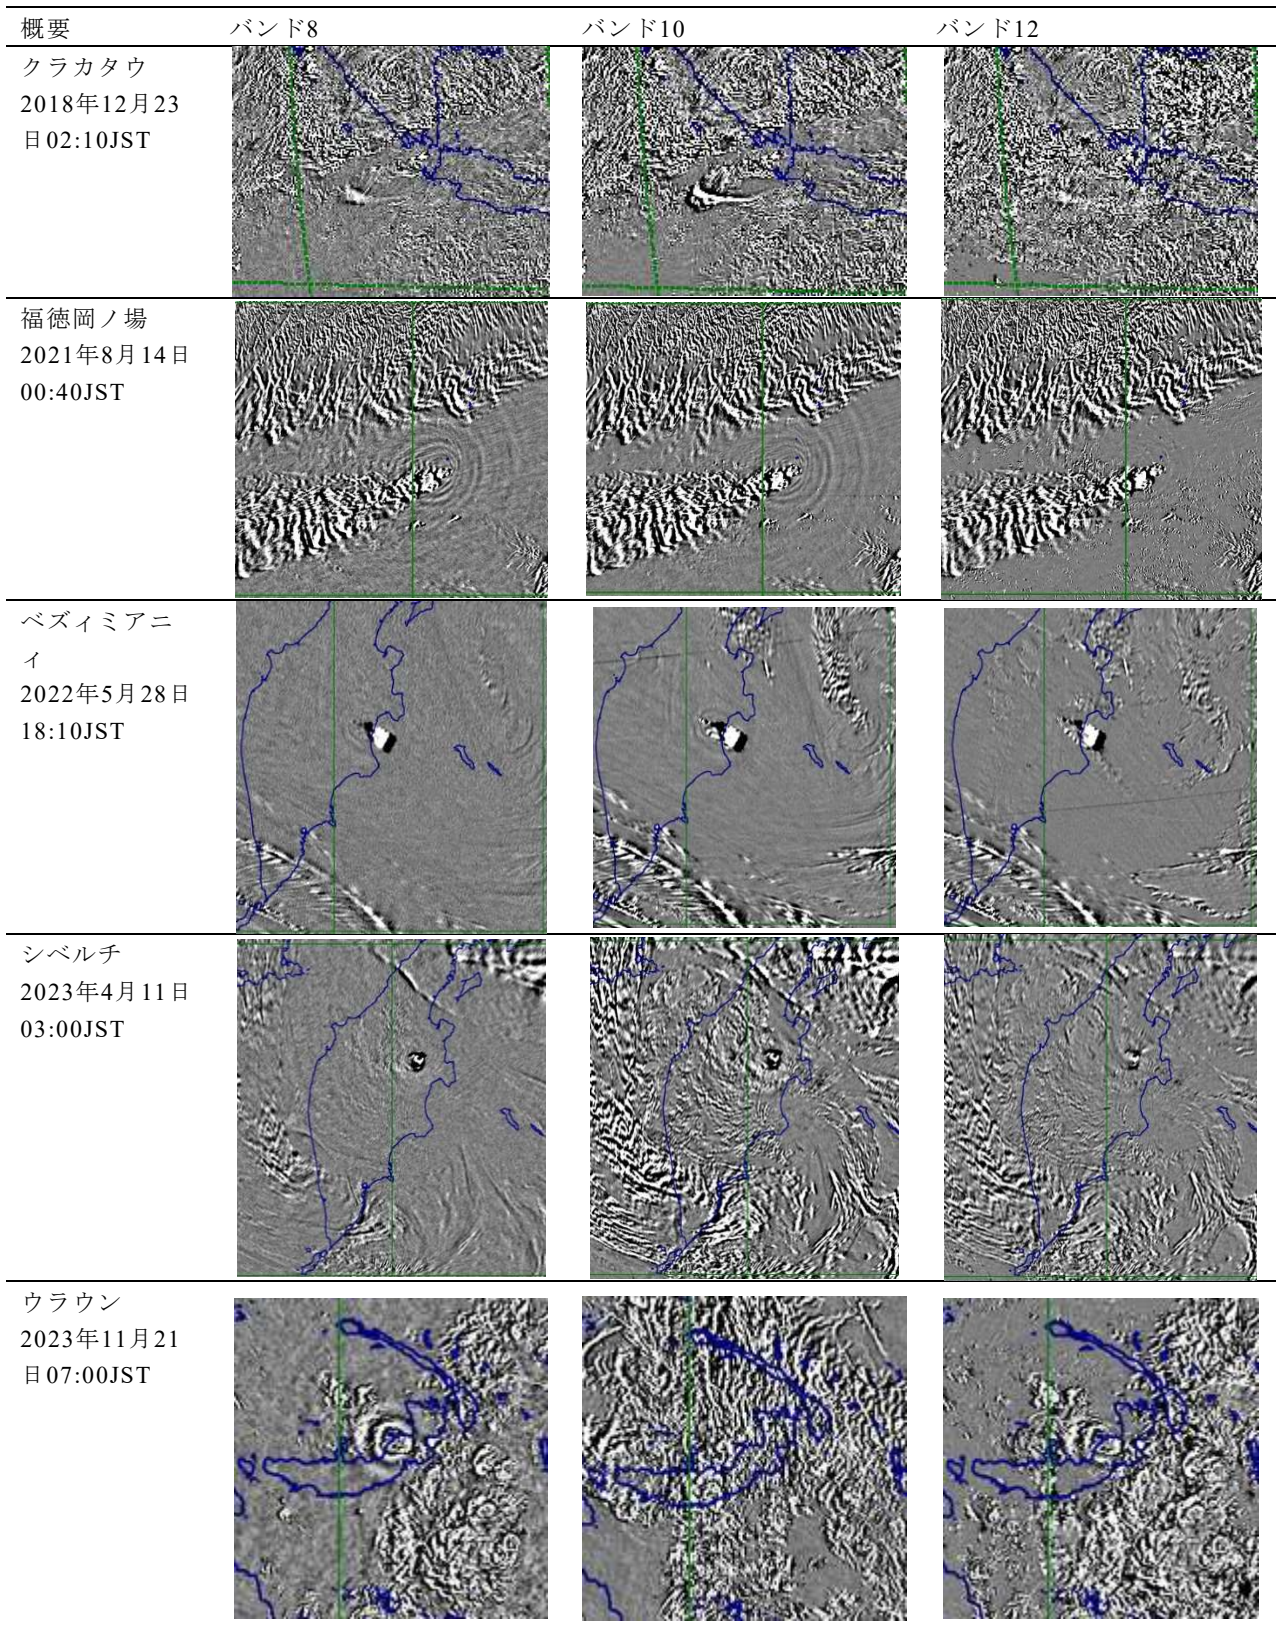 概要 バンド8 バンド10 バンド12
クラカタウ
2018年12月23
日02:10JST
福徳岡ノ場
2021年8月14日
00:40JST
ベズィミアニ
ィ
2022年5月28日
18:10JST
シベルチ
2023年4月11日
03:00JST
ウラウン
2023年11月21
日07:00JST